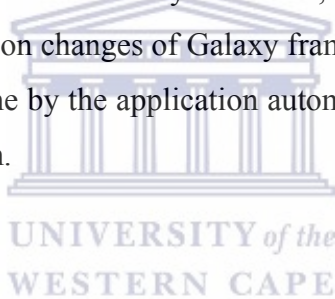 on changes of Galaxy fran
ne by the application auton
n.
UNIVERSITY of the
WESTERN CAPE